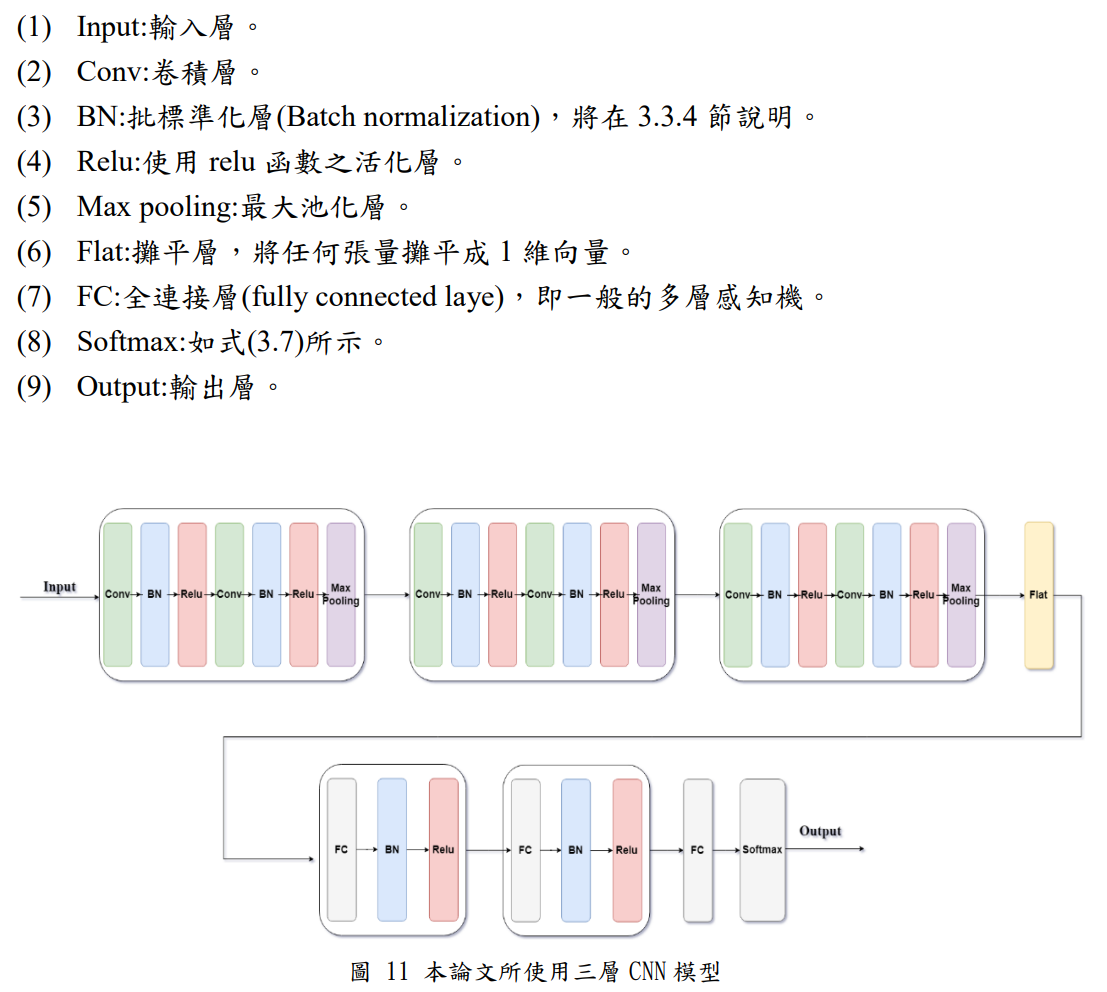 (1) Input:輸入層。
(2) Conv:卷積層。
(3) BN:批標準化層(Batch normalization)，將在 3.3.4 節說明。
(4) Relu:使用 relu 函數之活化層。
(5) Max pooling:最大池化層。
(6) Flat:攤平層，將任何張量攤平成 1 維向量。
(7) FC:全連接層(fully connected laye)，即一般的多層感知機。
(8) Softmax:如式(3.7)所示。
(9) Output:輸出層。
Input
Conv
BN
Relu
Conv
BN
Relu
Max
Pooling
Conv
BN
Relu
Conv
BN
Relu
Max
Pooling
Conv
BN
Relu
Conv
BN
Relu
Max
Pooling
Flat
FC
BN
Relu
FC
BN
Relu
FC
Softmax
Output
圖 11 本論文所使用三層 CNN 模型